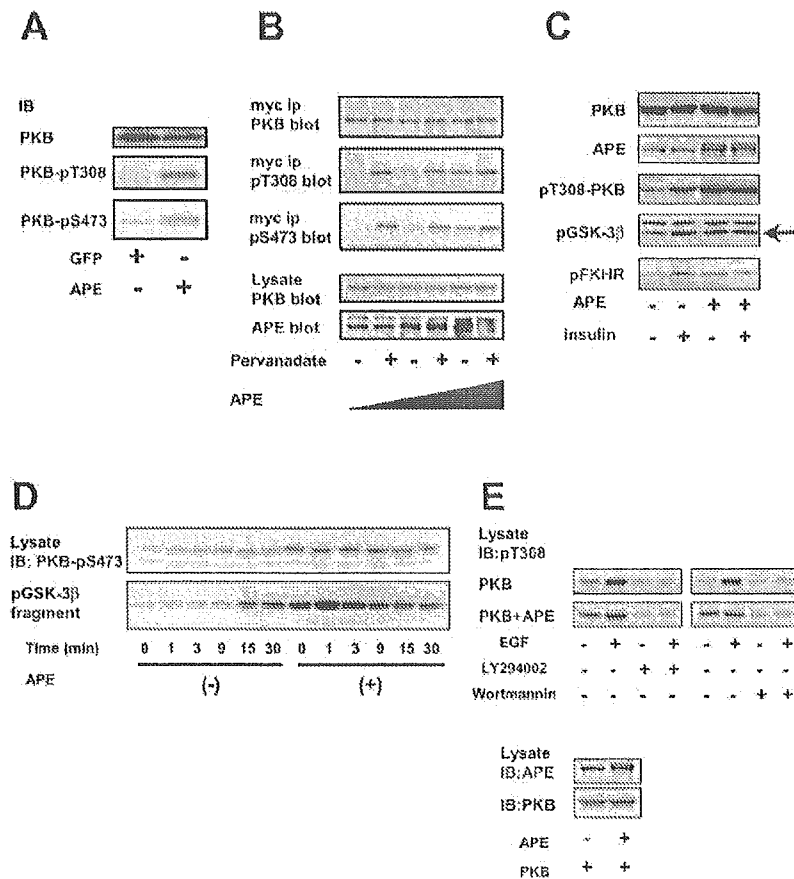 A
IB
PKB
PKB-pT308
PKB-pS473
GFP + -
APE - +
B
myc ip
PKB blot
myc ip
pT308 blot
myc ip
pS473 blot
Lysate
PKB blot
APE blot
Pervanadate - + - + - +
APE
C
PKB
APE
pT308-PKB
pGSK-3β
pFKHR
APE - - + +
insulin - + - +
D
Lysate
IB: PKB-pS473
pGSK-3β
fragment
Time (min) 0 1 3 9 15 30 0 1 3 9 15 30
APE (-) (+)
E
Lysate
IB:pT308
PKB
PKB+APE
EGF - + - + - + - +
LY294002 - - + + - - - -
Wortmannin - - - - - - + +
Lysate
IB:APE
IB:PKB
APE - +
PKB + +